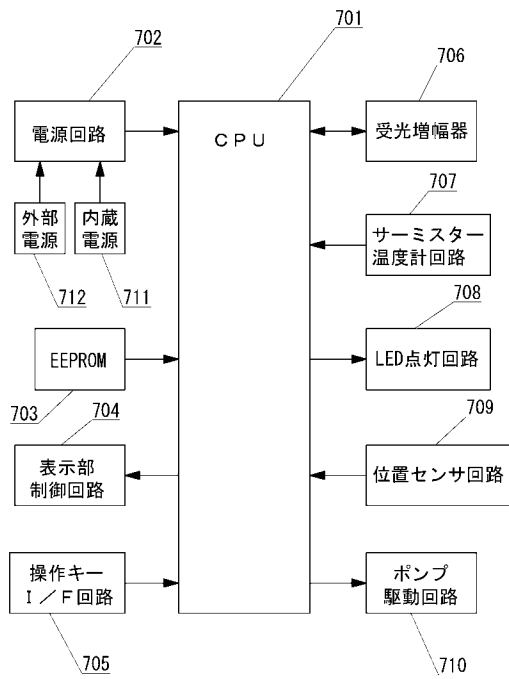 701
702
706
電源回路
CPU
受光増幅器
707
外部
電源
内蔵
電源
サーミスター
温度計回路
712
711
708
EEPROM
LED点灯回路
703
704
709
表示部
制御回路
位置センサ回路
操作キー
I/F回路
ポンプ
駆動回路
705
710